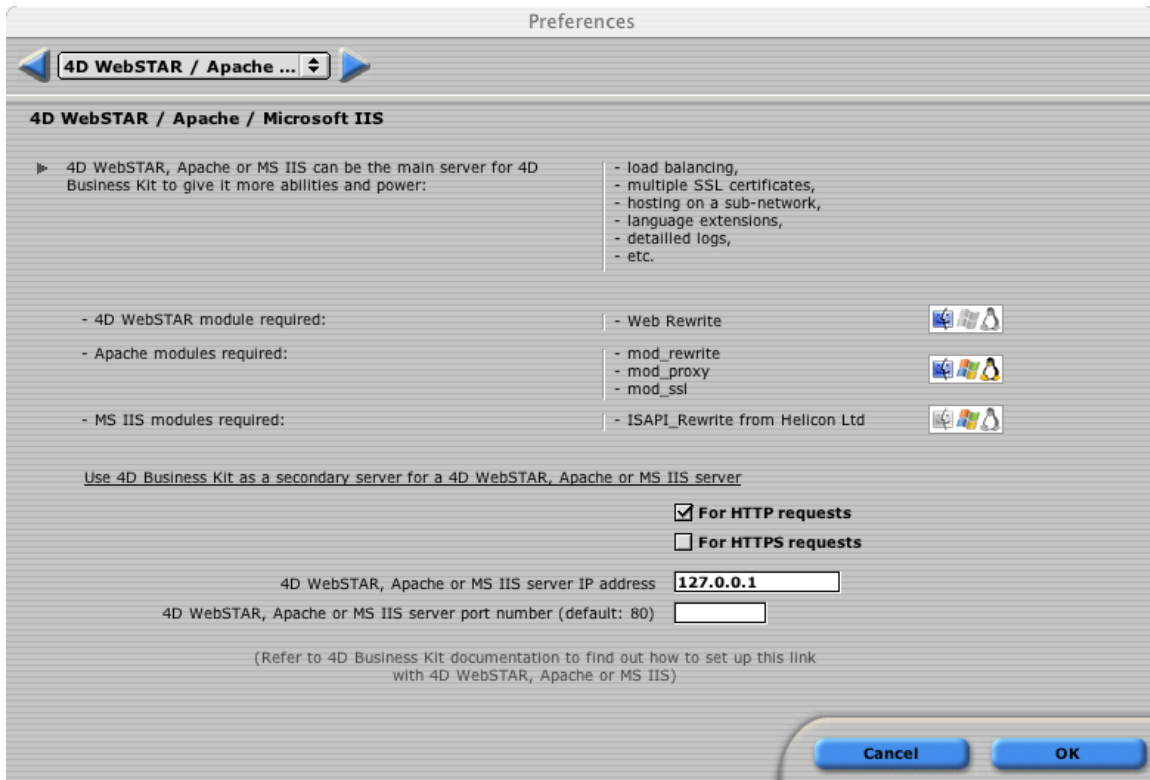 Preferences
4D WebSTAR / Apache ...
4D WebSTAR / Apache / Microsoft IIS
4D WebSTAR, Apache or MS IIS can be the main server for 4D
Business Kit to give it more abilities and power:
- load balancing,
- multiple SSL certificates,
- hosting on a sub-network,
- language extensions,
- detailled logs,
- etc.
- 4D WebSTAR module required:
- Web Rewrite
- Apache modules required:
- mod_rewrite
- mod_proxy
- mod_ssl
- MS IIS modules required:
- ISAPI_Rewrite from Helicon Ltd
Use 4D Business Kit as a secondary server for a 4D WebSTAR, Apache or MS IIS server
For HTTP requests
For HTTPS requests
4D WebSTAR, Apache or MS IIS server IP address
127.0.0.1
4D WebSTAR, Apache or MS IIS server port number (default: 80)
(Refer to 4D Business Kit documentation to find out how to set up this link
with 4D WebSTAR, Apache or MS IIS)
Cancel
OK